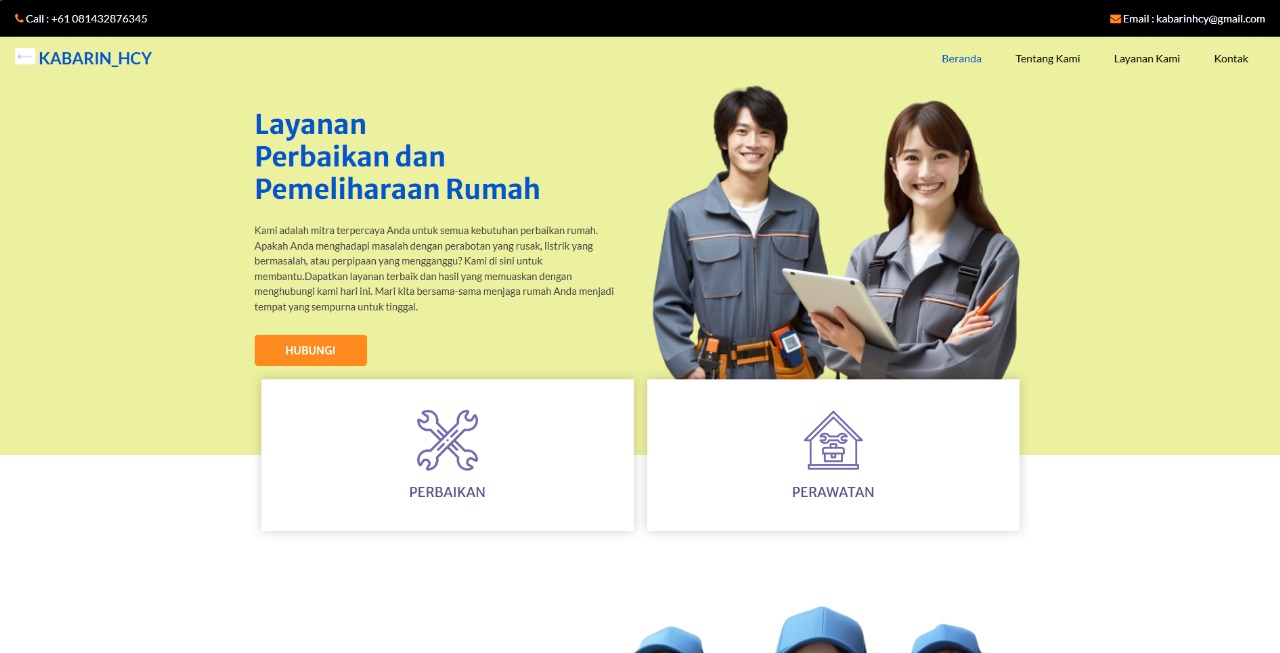 Call : +61 081432876345
Email : kabarinhcy@gmail.com
KABARIN_HCY
Beranda
Tentang Kami
Layanan Kami
Kontak
Layanan
Perbaikan dan
Pemeliharaan Rumah
Kami adalah mitra terpercaya Anda untuk semua kebutuhan perbaikan rumah.
Apakah Anda menghadapi masalah dengan perabotan yang rusak, listrik yang
bermasalah, atau perpipaan yang mengganggu? Kami di sini untuk
membantu.Dapatkan layanan terbaik dan hasil yang memuaskan dengan
menghubungi kami hari ini. Mari kita bersama-sama menjaga rumah Anda menjadi
tempat yang sempurna untuk tinggal.
HUBUNGI
PERBAIKAN
PERAWATAN